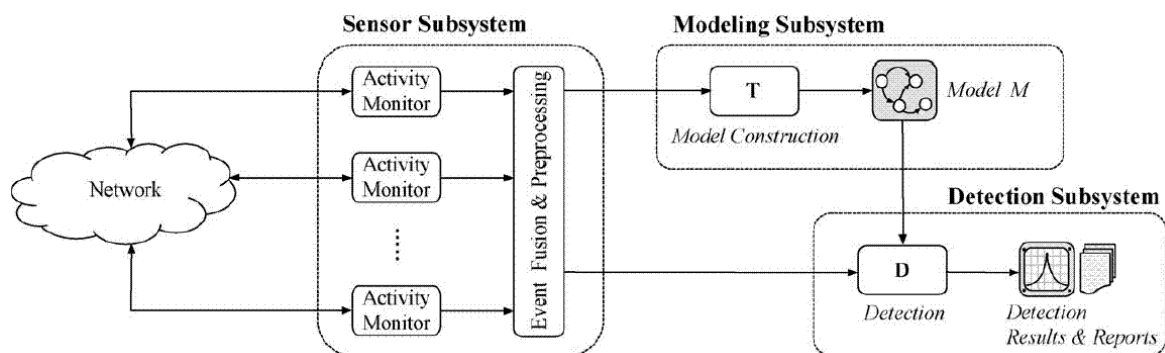 Sensor Subsystem
Modeling Subsystem
Activity
Monitor
Activity
Monitor
Activity
Monitor
Event Fusion & Preprocessing
Network
T
Model Construction
Model M
Detection Subsystem
D
Detection
Detection
Results & Reports